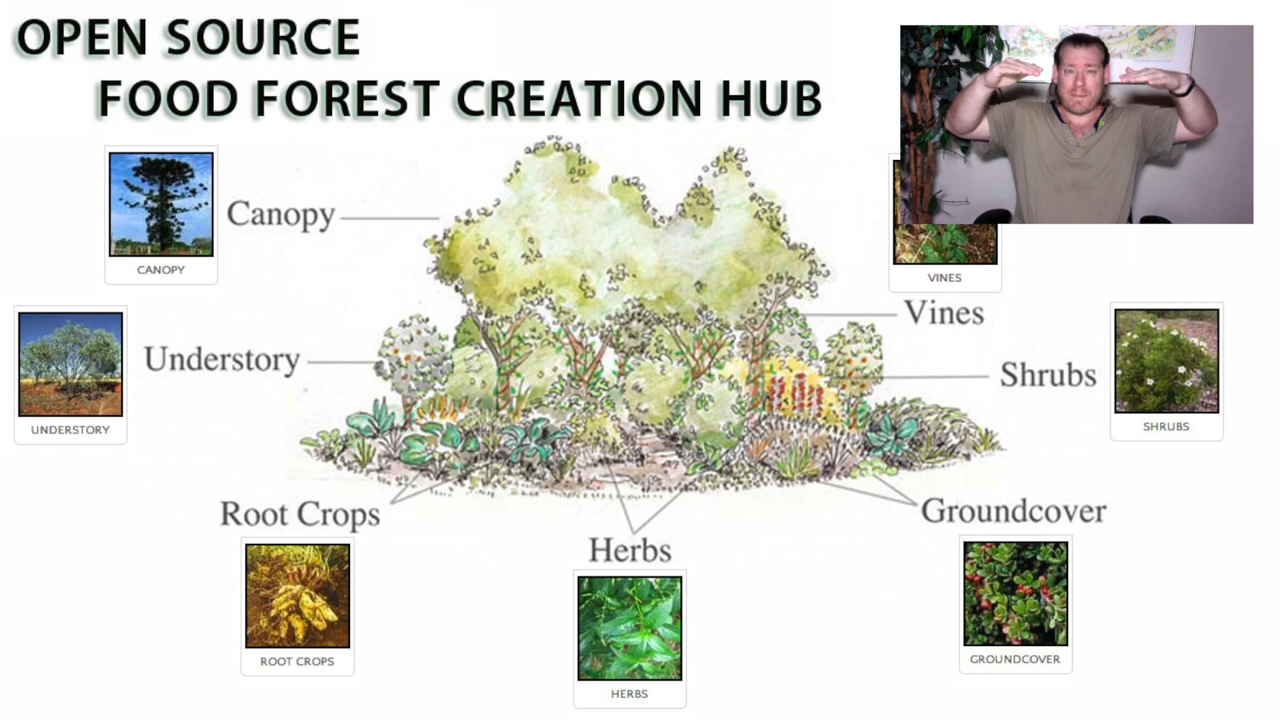 OPEN SOURCE
FOOD FOREST CREATION HUB
Canopy
CANOPY
VINES
Vines
Understory
UNDERSTORY
Shrubs
SHRUBS
Root Crops
ROOT CROPS
Herbs
HERBS
Groundcover
GROUNDCOVER